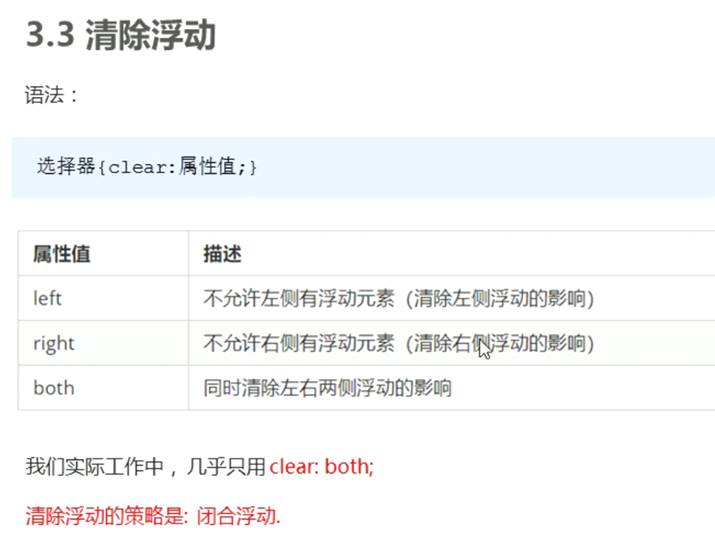 3.3 清除浮动
语法：
选择器{clear:属性值;}
属性值 描述
left 不允许左侧有浮动元素（清除左侧浮动的影响）
right 不允许右侧有浮动元素（清除右侧浮动的影响）
both 同时清除左右两侧浮动的影响
我们实际工作中，几乎只用 clear: both;
清除浮动的策略是: 闭合浮动.